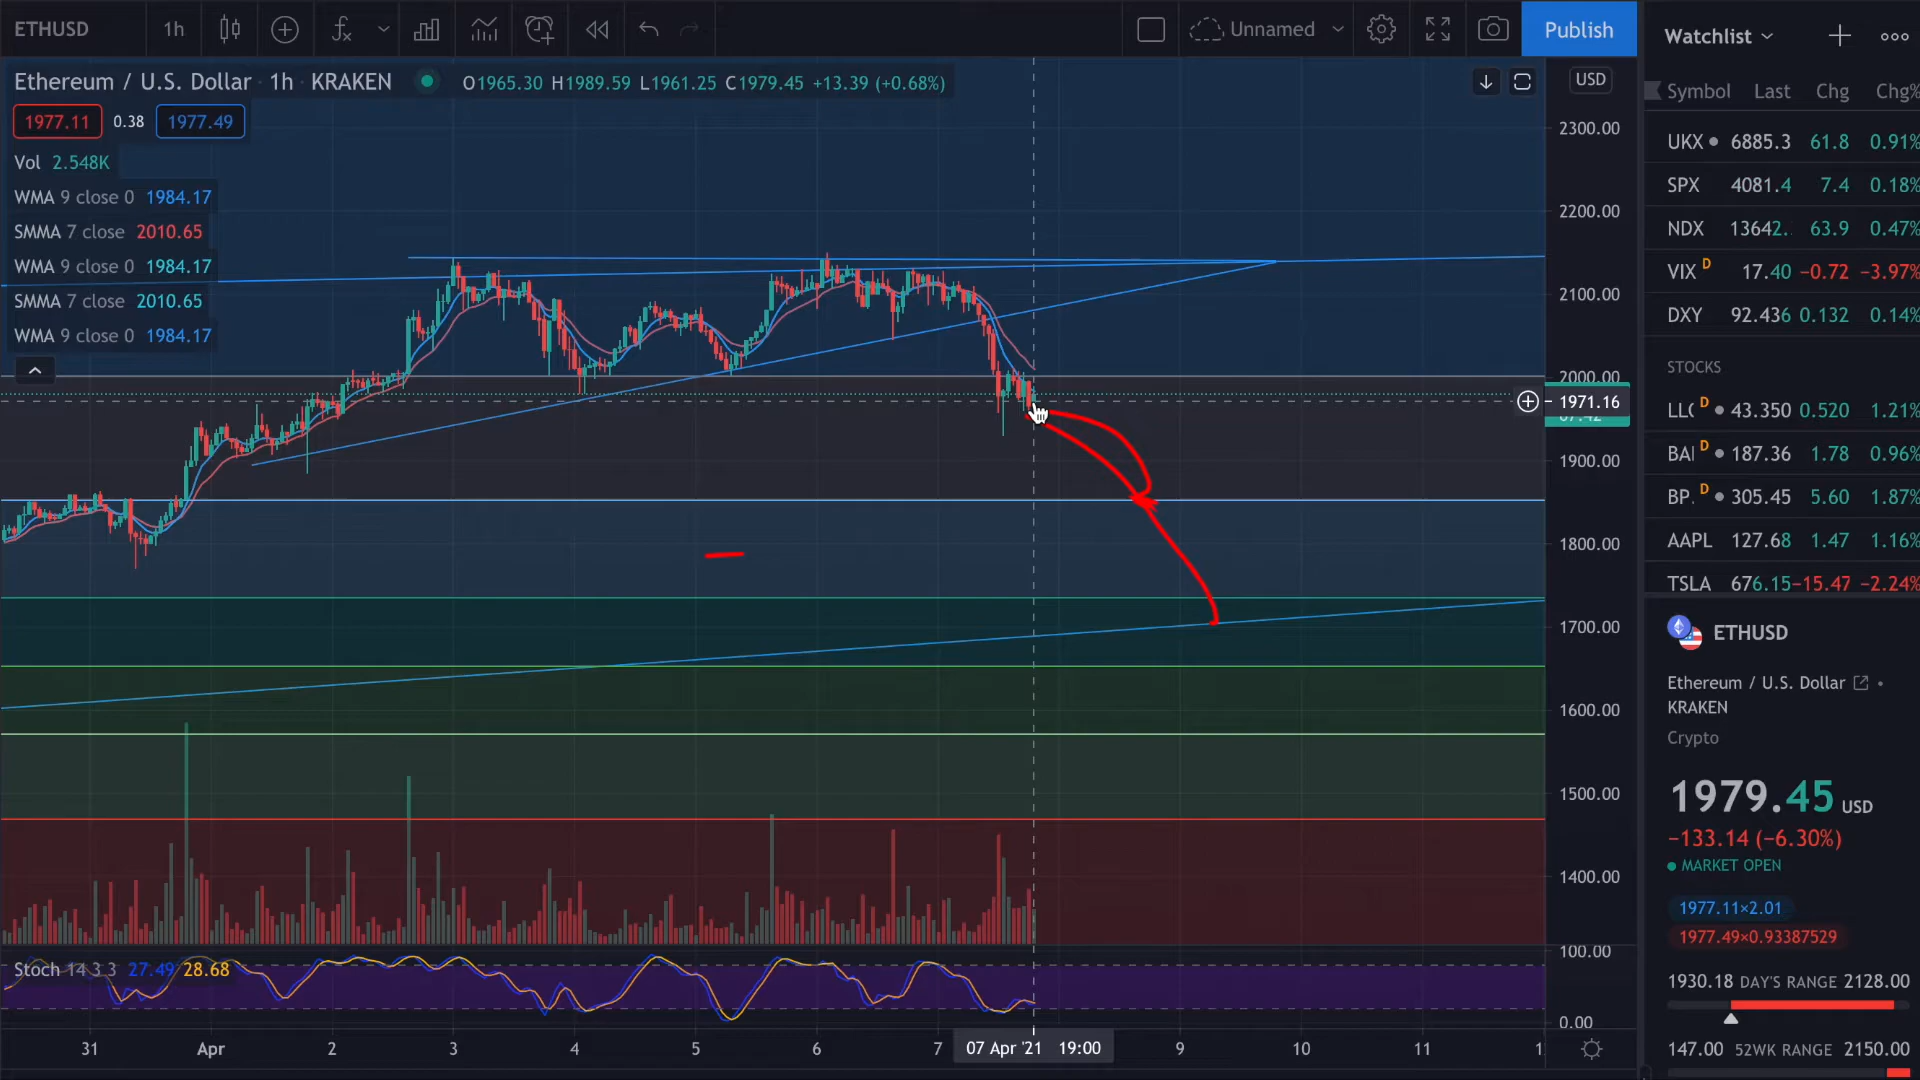 ETHUSD 1h Unnamed Publish
Ethereum / U.S. Dollar · 1h · KRAKEN O1965.30 H1989.59 L1961.25 C1979.45 +13.39 (+0.68%) USD
1977.11 0.38 1977.49
Vol 2.548K
WMA 9 close 0 1984.17
SMMA 7 close 2010.65
WMA 9 close 0 1984.17
SMMA 7 close 2010.65
WMA 9 close 0 1984.17
2300.00
2200.00
2100.00
2000.00
1971.16
1900.00
1800.00
1700.00
1600.00
1500.00
1400.00
100.00
Stoch 14 3 3 27.49 28.68
0.00
31 Apr 2 3 4 5 6 7 07 Apr '21 19:00 9 10 11
Watchlist
Symbol Last Chg Chg%
UKX 6885.3 61.8 0.91%
SPX 4081.4 7.4 0.18%
NDX 13642. 63.9 0.47%
VIX D 17.40 −0.72 −3.97%
DXY 92.436 0.132 0.14%
STOCKS
LLC D 43.350 0.520 1.21%
BAI D 187.36 1.78 0.96%
BP. D 305.45 5.60 1.87%
AAPL 127.68 1.47 1.16%
TSLA 676.15 −15.47 −2.24%
ETHUSD
Ethereum / U.S. Dollar
KRAKEN
Crypto
1979.45 USD
−133.14 (−6.30%)
MARKET OPEN
1977.11×2.01
1977.49×0.93387529
1930.18 DAY'S RANGE 2128.00
147.00 52WK RANGE 2150.00